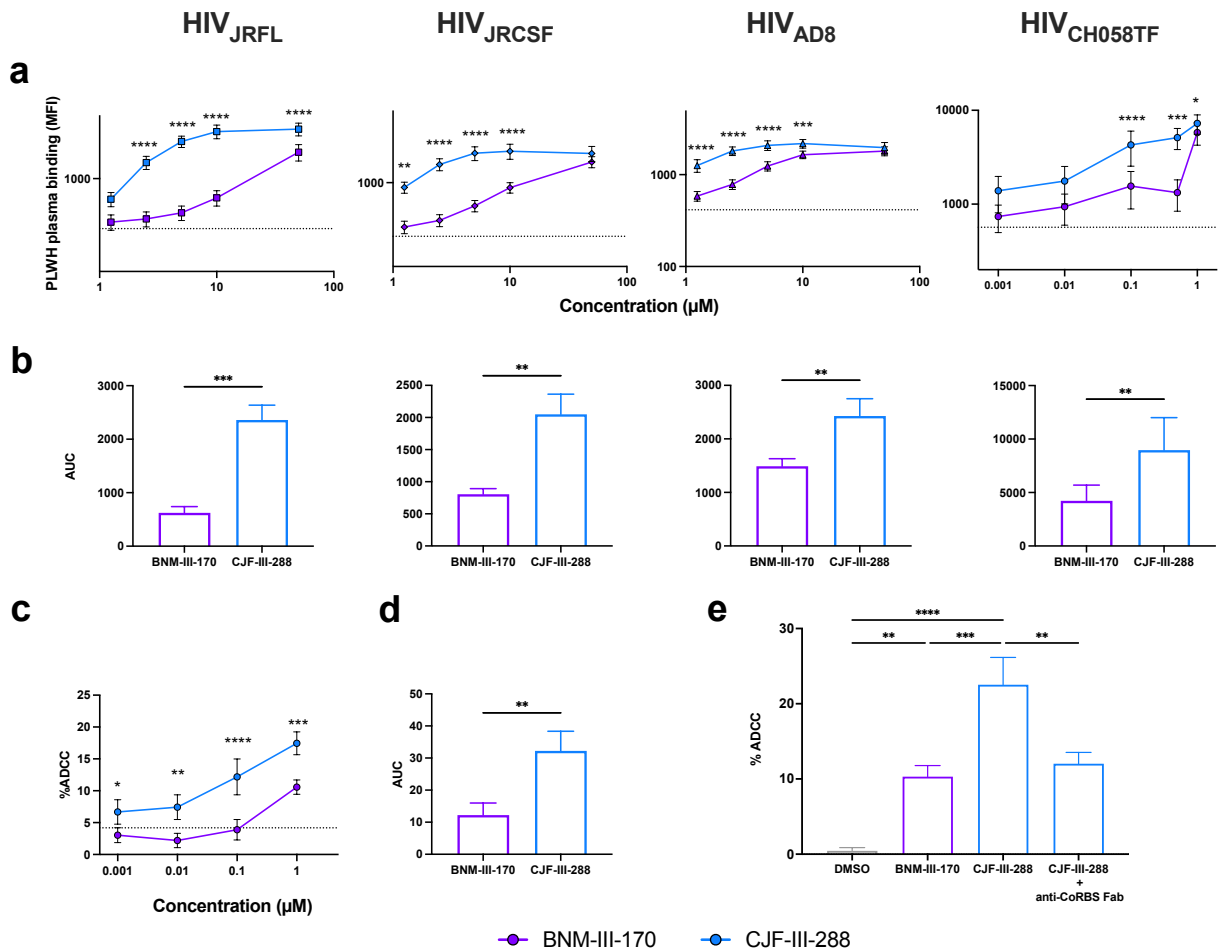 HIVJRFL HIVJRCSF HIVAD8 HIVCH058TF
a
PLWH plasma binding (MFI)
1000
**** **** **** ****
1 10 100
1000
** **** **** ****
1 10 100
10000
1000
100
**** **** **** ***
1 10 100
10000
1000
**** *** *
0.001 0.01 0.1 1
Concentration (µM)
b
AUC
3000
2000
1000
0
***
BNM-III-170 CJF-III-288
2500
2000
1500
1000
500
0
**
BNM-III-170 CJF-III-288
3000
2000
1000
0
**
BNM-III-170 CJF-III-288
15000
10000
5000
0
**
BNM-III-170 CJF-III-288
c
%ADCC
25
20
15
10
5
0
* ** **** ***
0.001 0.01 0.1 1
Concentration (µM)
d
AUC
50
40
30
20
10
0
**
BNM-III-170 CJF-III-288
e
% ADCC
30
20
10
0
****
** *** **
DMSO BNM-III-170 CJF-III-288 CJF-III-288
+
anti-CoRBS Fab
BNM-III-170 CJF-III-288